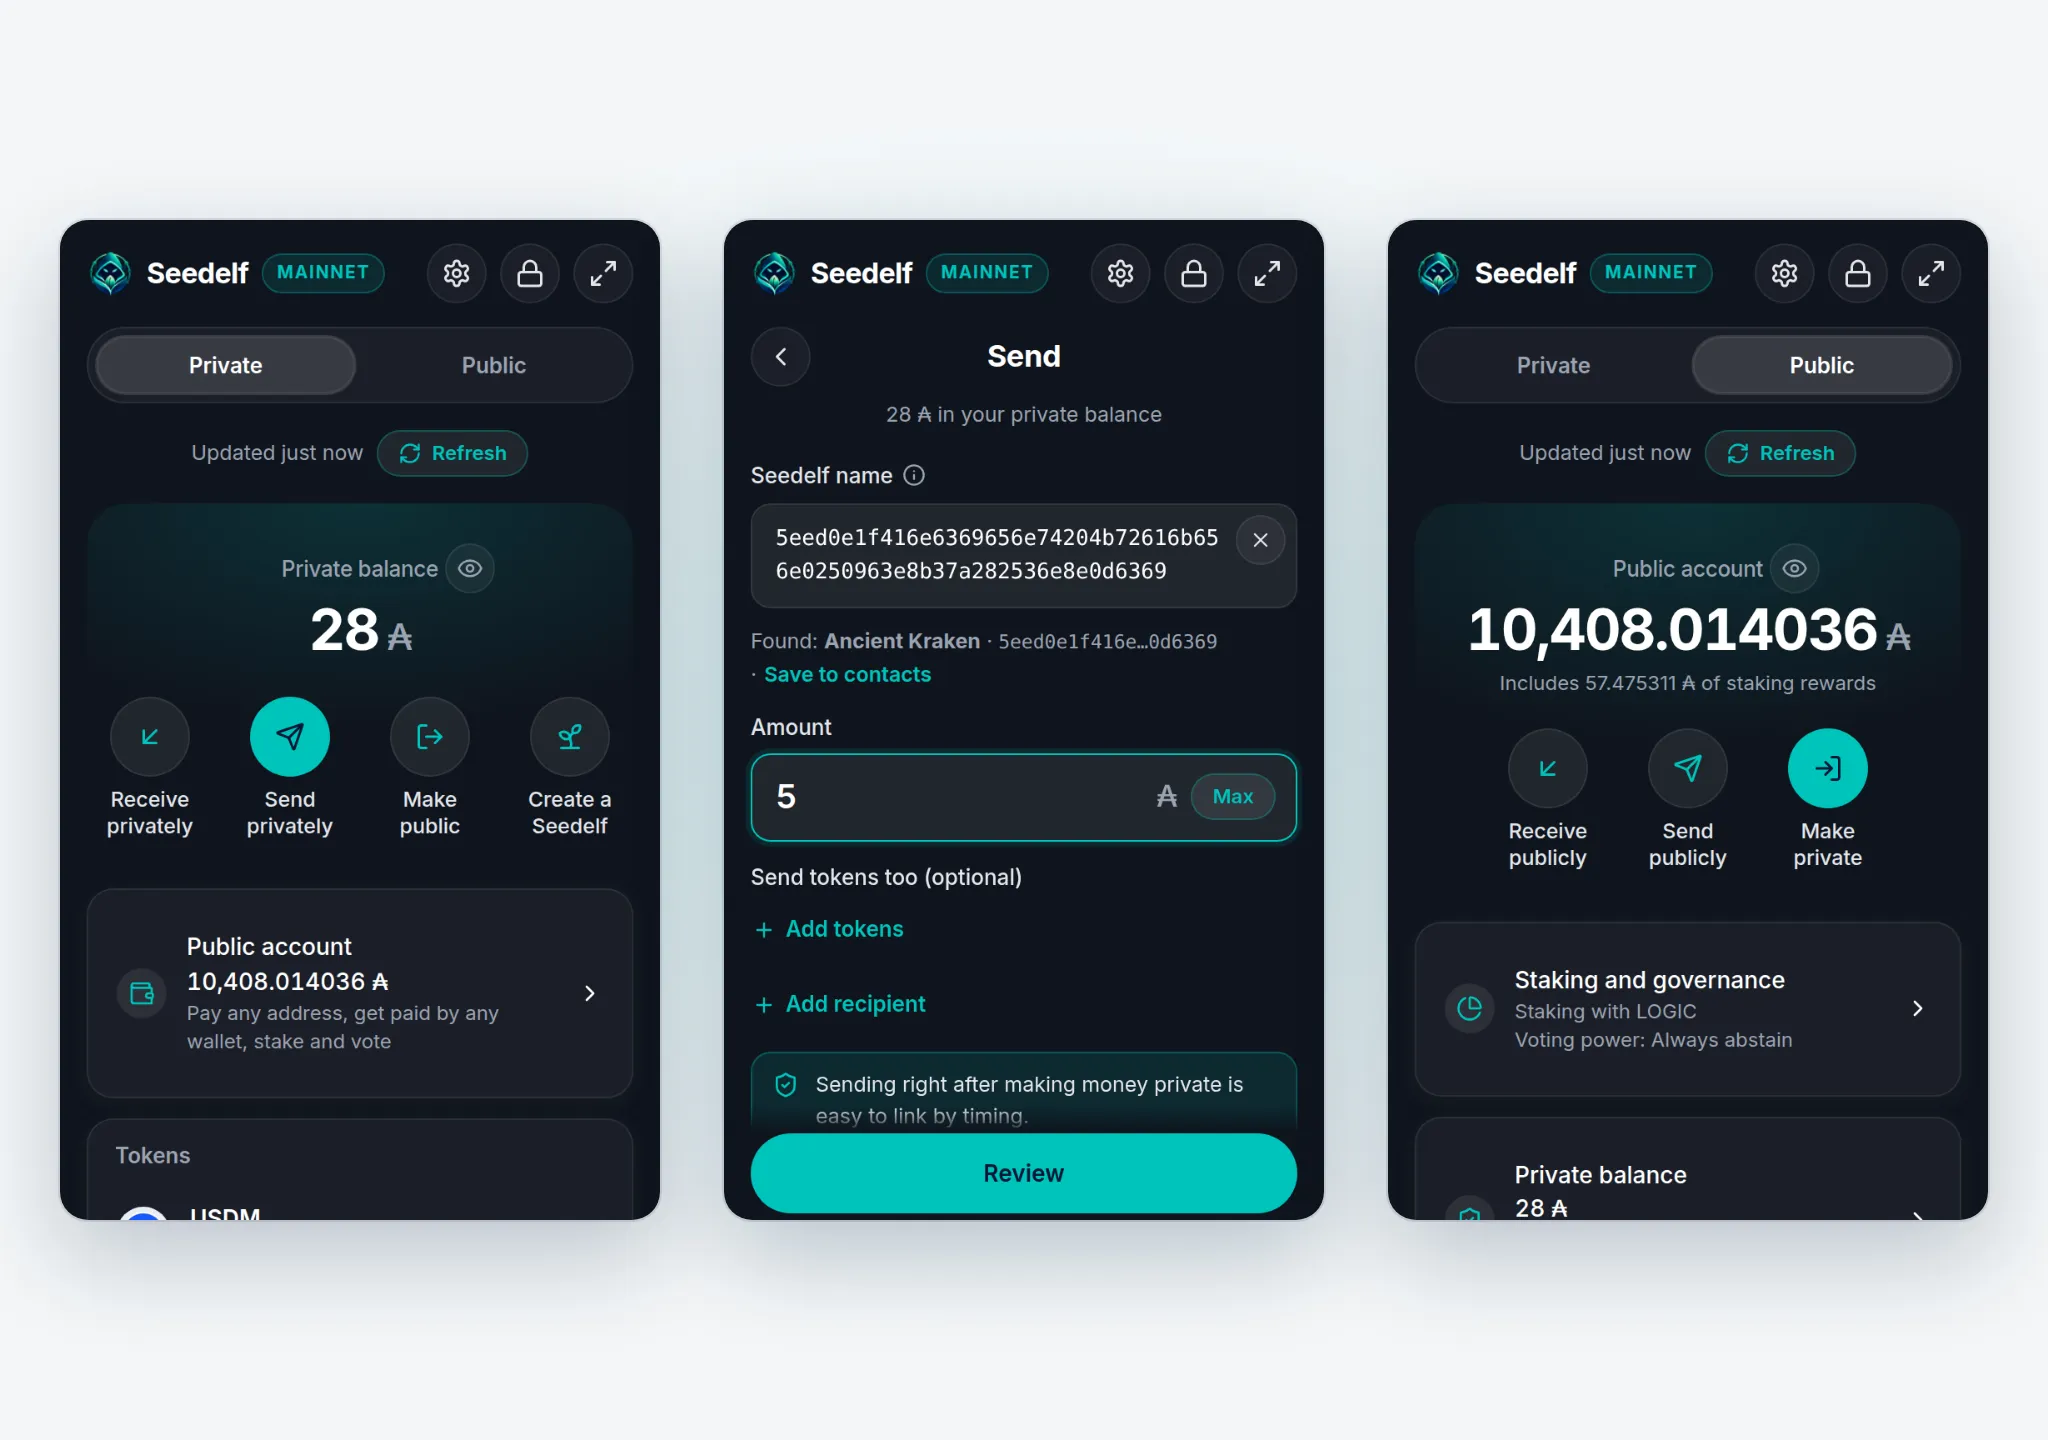 Seedelf MAINNET
Private Public
Updated just now Refresh
Private balance
28 ₳
Receive privately
Send privately
Make public
Create a Seedelf
Public account
10,408.014036 ₳
Pay any address, get paid by any
wallet, stake and vote
Tokens
USDM
Seedelf MAINNET
Send
28 ₳ in your private balance
Seedelf name
5eed0e1f416e6369656e74204b72616b65
6e0250963e8b37a282536e8e0d6369
Found: Ancient Kraken · 5eed0e1f416e…0d6369
· Save to contacts
Amount
5 ₳ Max
Send tokens too (optional)
+ Add tokens
+ Add recipient
Sending right after making money private is
easy to link by timing.
Review
Seedelf MAINNET
Private Public
Updated just now Refresh
Public account
10,408.014036 ₳
Includes 57.475311 ₳ of staking rewards
Receive publicly
Send publicly
Make private
Staking and governance
Staking with LOGIC
Voting power: Always abstain
Private balance
28 ₳